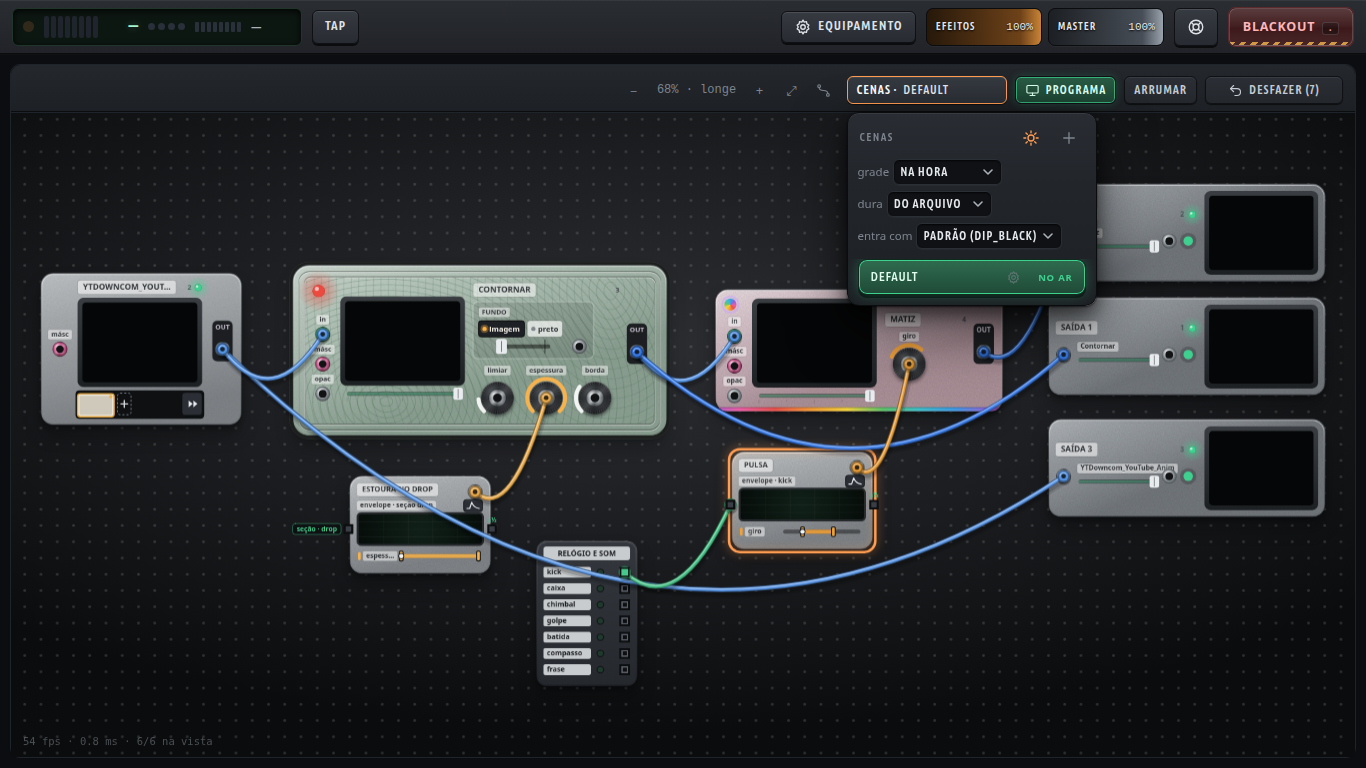 TAP
EQUIPAMENTO
EFEITOS 100%
MASTER 100%
BLACKOUT .
− 68% · longe +
CENAS · DEFAULT
PROGRAMA
ARRUMAR
DESFAZER (7)
CENAS
grade NA HORA
dura DO ARQUIVO
entra com PADRÃO (DIP_BLACK)
DEFAULT NO AR
YTDOWNCOM_YOUT... 2
másc
OUT
CONTORNAR 3
FUNDO
imagem preto
in
másc
opac
limiar espessura borda
OUT
in
másc
opac
MATIZ 4
giro
OUT
2
SAÍDA 1 1
Contornar
SAÍDA 3 3
YTDowncom_YouTube_Anim
ESTOURA NO DROP
envelope · seção drop
seção · drop
½
espess...
PULSA
envelope · kick
giro
RELÓGIO E SOM
kick
caixa
chimbal
golpe
batida
compasso
frase
54 fps · 0.8 ms · 6/6 na vista